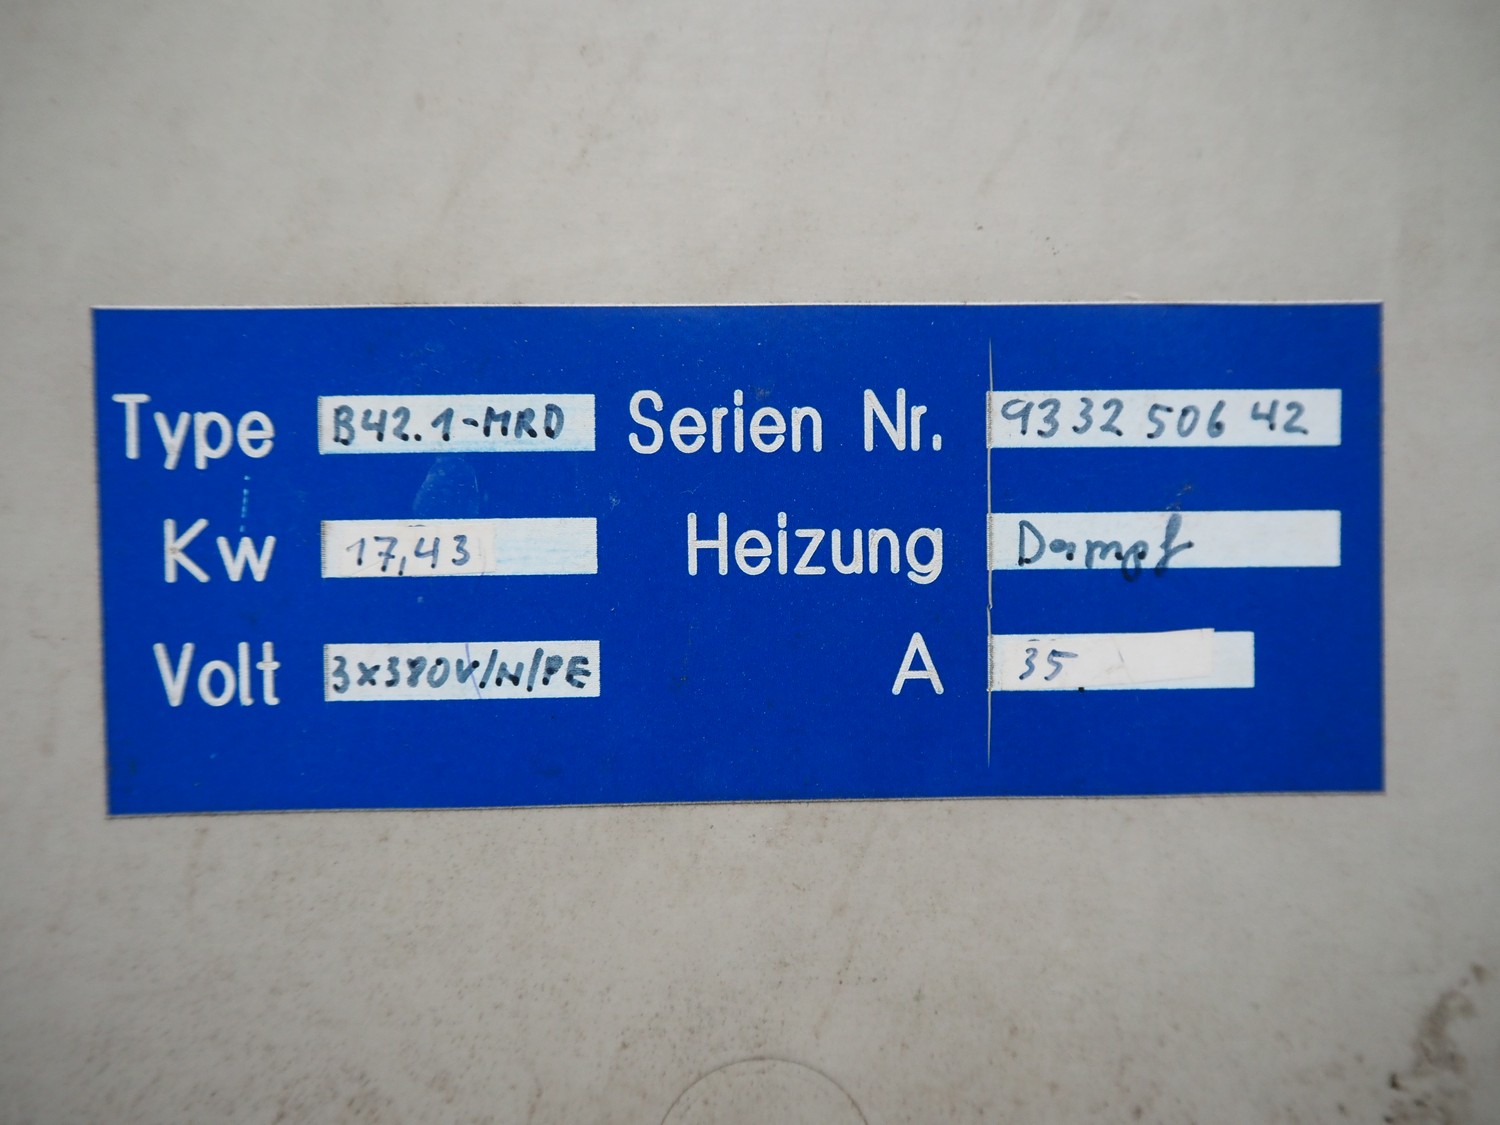 Type B42.1-MRD Serien Nr. 9332 506 42
Kw 17,43 Heizung Dampf
Volt 3x380V/N/PE A 35